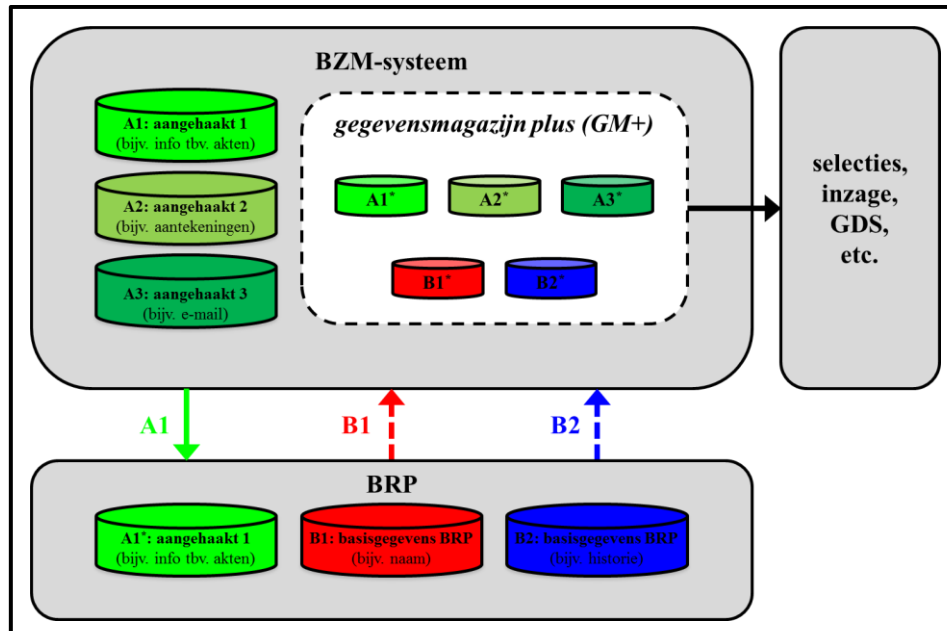 BZM-systeem
A1: aangehaakt 1
(bijv. info tbv. akten)
A2: aangehaakt 2
(bijv. aantekeningen)
A3: aangehaakt 3
(bijv. e-mail)
gegevensmagazijn plus (GM+)
A1*
A2*
A3*
B1*
B2*
selecties,
inzage,
GDS,
etc.
A1
B1
B2
BRP
A1*: aangehaakt 1
(bijv. info tbv. akten)
B1: basisgegevens BRP
(bijv. naam)
B2: basisgegevens BRP
(bijv. historie)